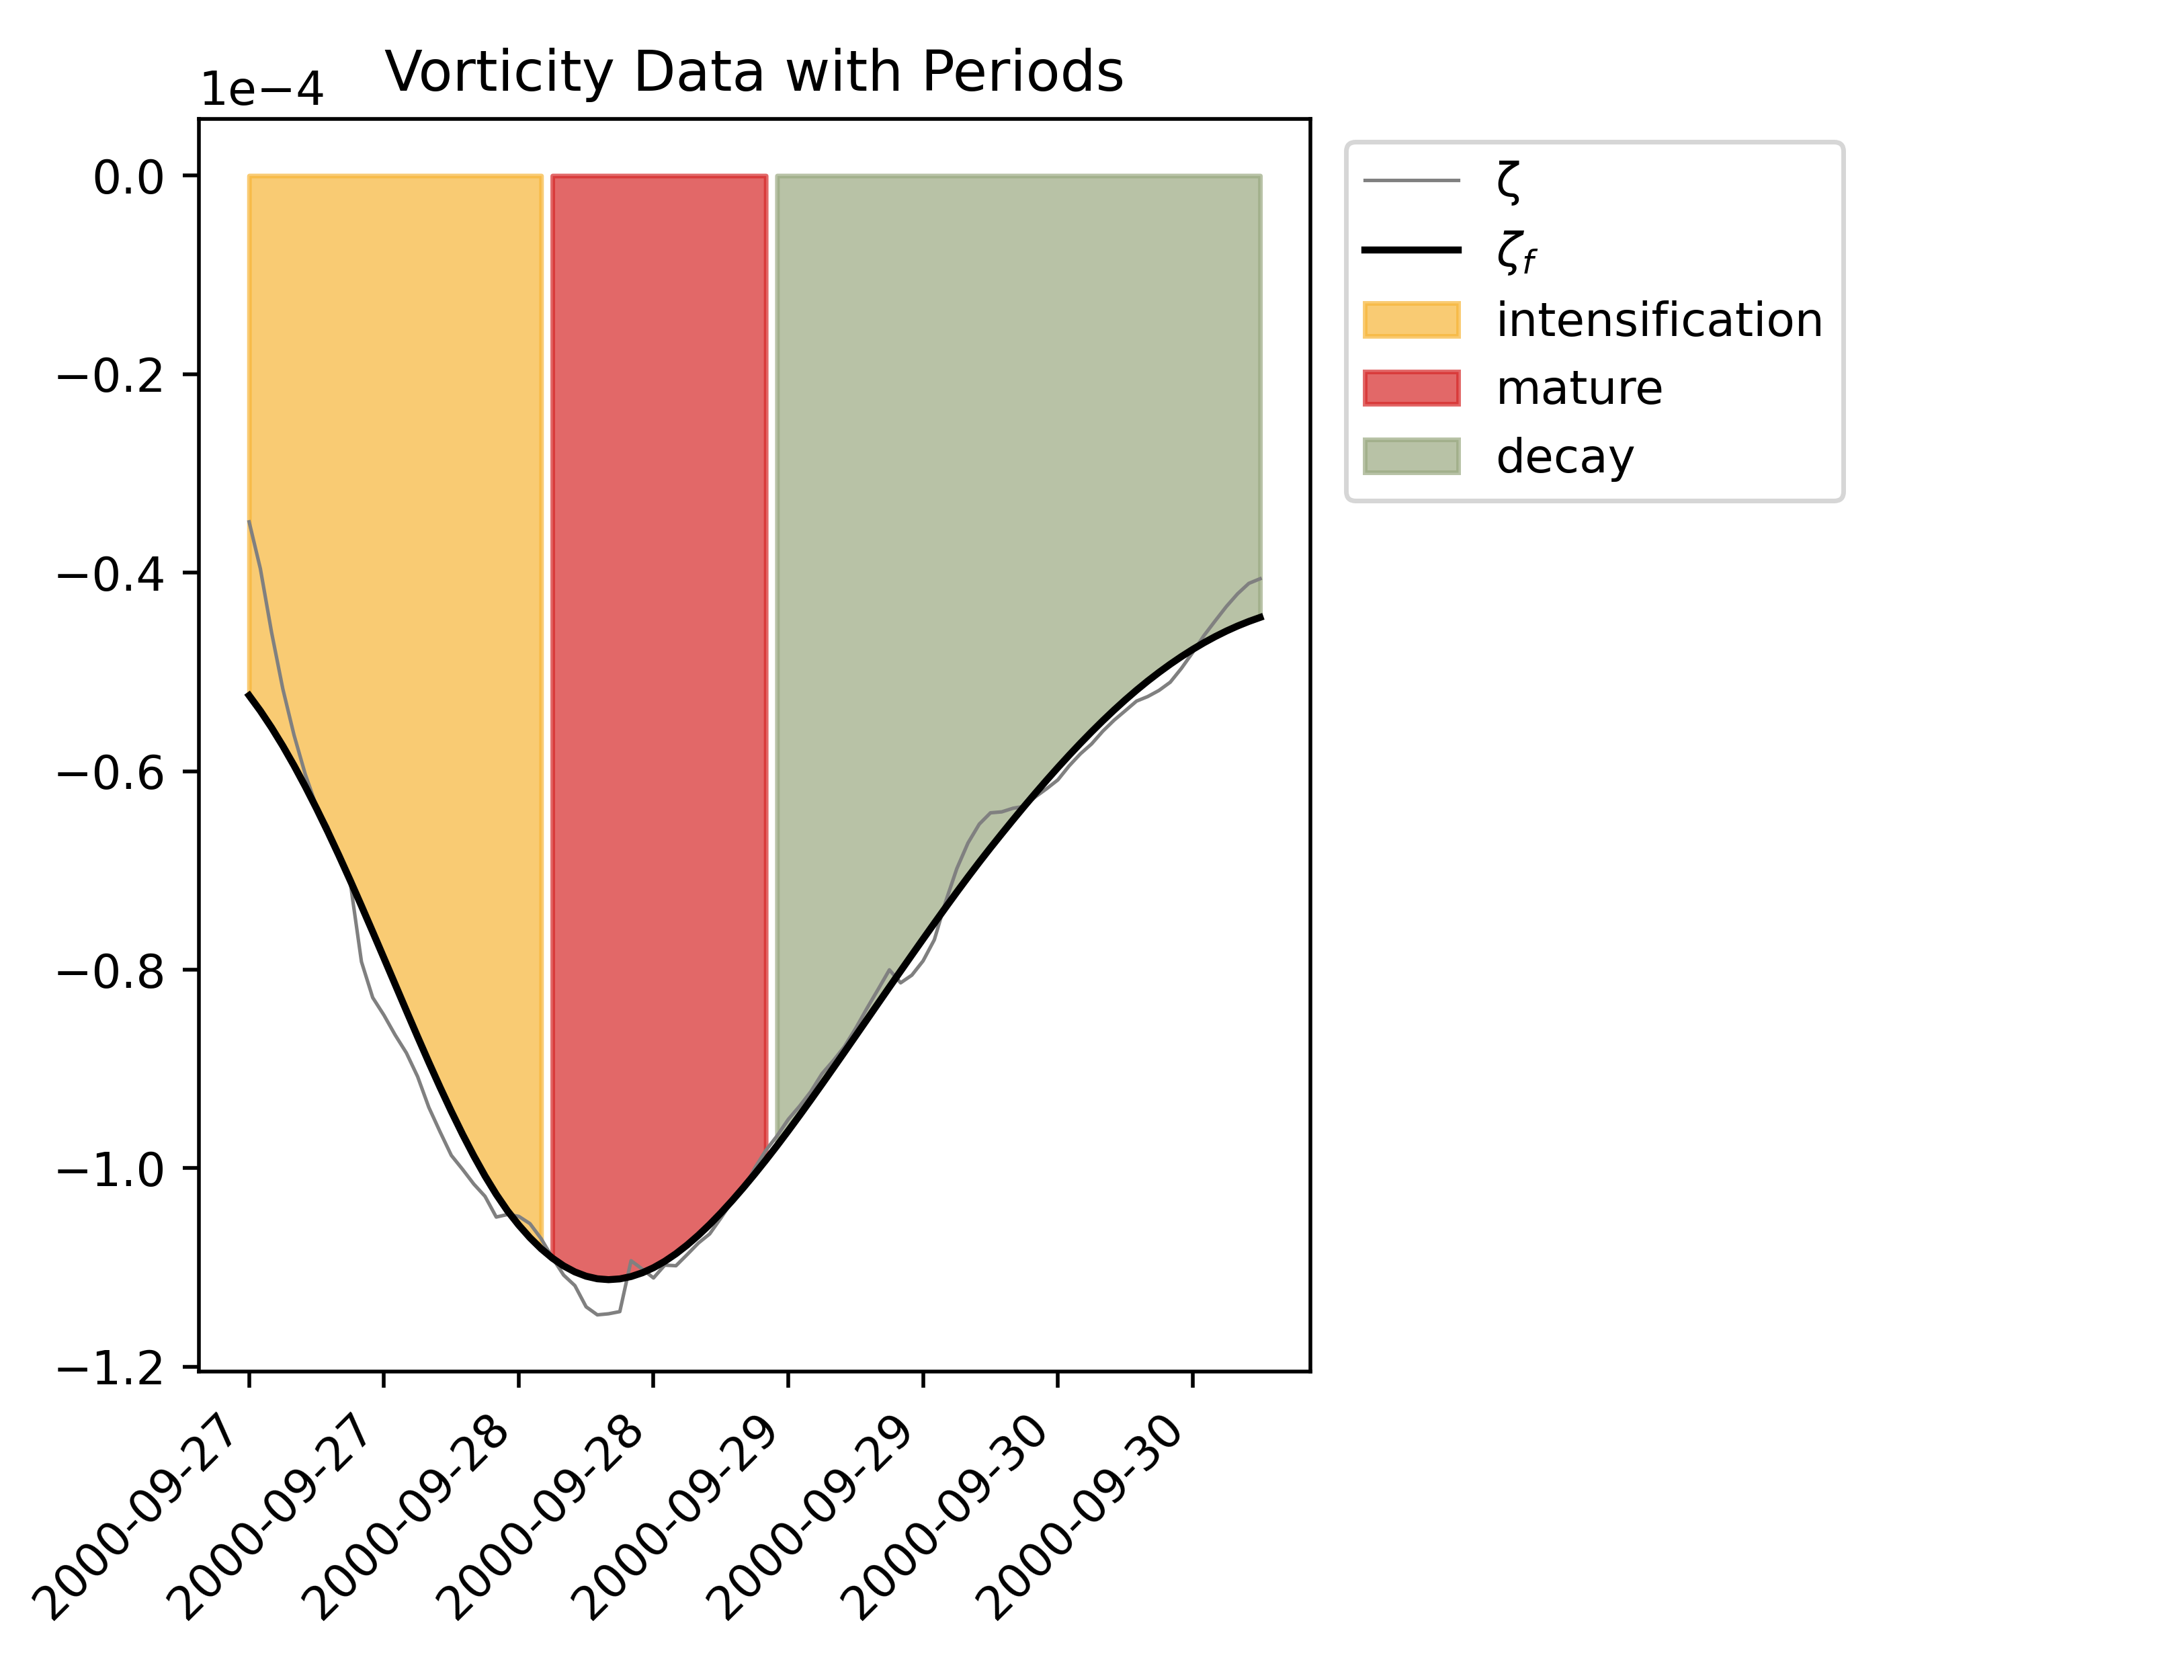 Vorticity Data with Periods
1e−4
0.0
−0.2
−0.4
−0.6
−0.8
−1.0
−1.2
2000-09-27
2000-09-27
2000-09-28
2000-09-28
2000-09-29
2000-09-29
2000-09-30
2000-09-30
ζ
ζf
intensification
mature
decay